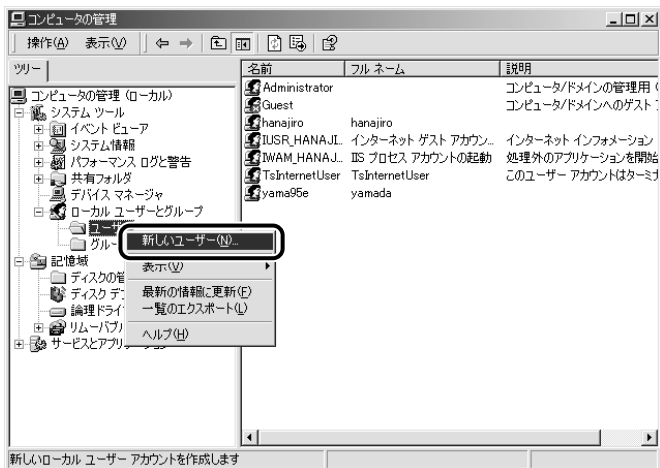 コンピュータの管理
操作(A) 表示(V)
ツリー
コンピュータの管理 (ローカル)
システム ツール
イベント ビューア
システム情報
パフォーマンス ログと警告
共有フォルダ
デバイス マネージャ
ローカル ユーザーとグループ
ユーザー
グルー
記憶域
ディスクの管
ディスク デフ
論理ドライ
リムーバブル
サービスとアプリケーション
新しいユーザー(N)...
表示(V)
最新の情報に更新(F)
一覧のエクスポート(L)
ヘルプ(H)
名前 フル ネーム 説明
Administrator コンピュータ/ドメインの管理用
Guest コンピュータ/ドメインへのゲスト
hanajiro hanajiro
IUSR_HANAJI... インターネット ゲスト アカウン... インターネット インフォメーション
IWAM_HANAJ... IIS プロセス アカウントの起動 処理外のアプリケーションを開始
TsInternetUser TsInternetUser このユーザー アカウントはターミナ
yama95e yamada
新しいローカル ユーザー アカウントを作成します